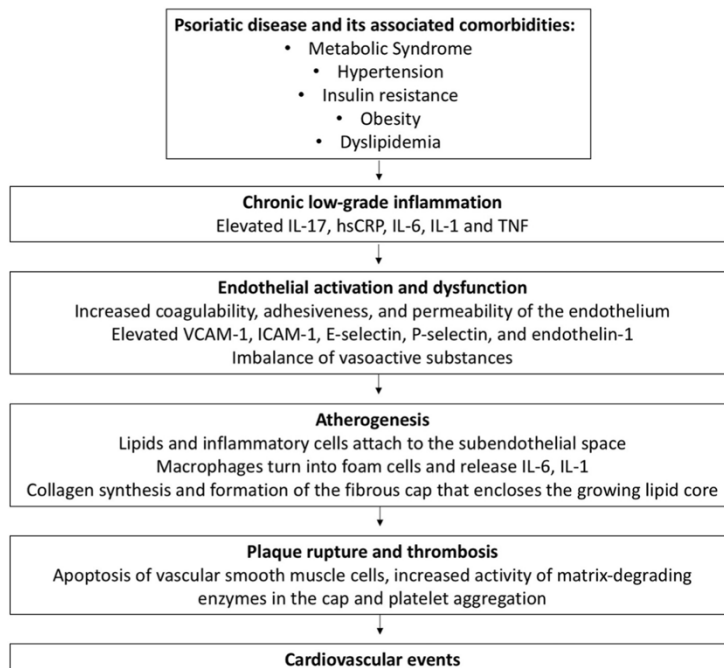 Psoriatic disease and its associated comorbidities:
• Metabolic Syndrome
• Hypertension
• Insulin resistance
• Obesity
• Dyslipidemia
Chronic low-grade inflammation
Elevated IL-17, hsCRP, IL-6, IL-1 and TNF
Endothelial activation and dysfunction
Increased coagulability, adhesiveness, and permeability of the endothelium
Elevated VCAM-1, ICAM-1, E-selectin, P-selectin, and endothelin-1
Imbalance of vasoactive substances
Atherogenesis
Lipids and inflammatory cells attach to the subendothelial space
Macrophages turn into foam cells and release IL-6, IL-1
Collagen synthesis and formation of the fibrous cap that encloses the growing lipid core
Plaque rupture and thrombosis
Apoptosis of vascular smooth muscle cells, increased activity of matrix-degrading
enzymes in the cap and platelet aggregation
Cardiovascular events